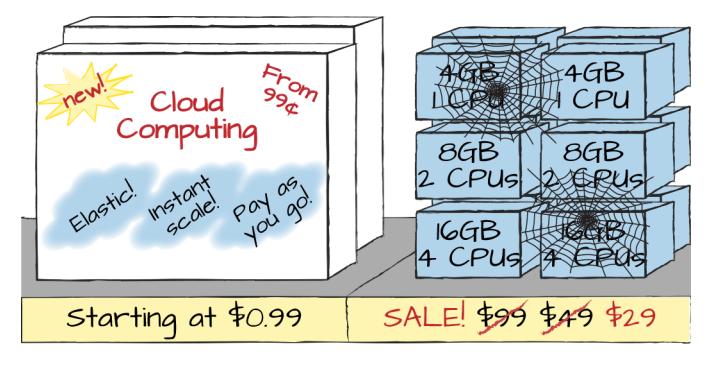 new!
Cloud
Computing
From
99¢
Elastic!
Instant
scale!
Pay as
you go!
4GB
1 CPU
4GB
1 CPU
8GB
2 CPUs
8GB
2 CPUs
16GB
4 CPUs
16GB
4 CPUs
Starting at $0.99
SALE! $99 $49 $29